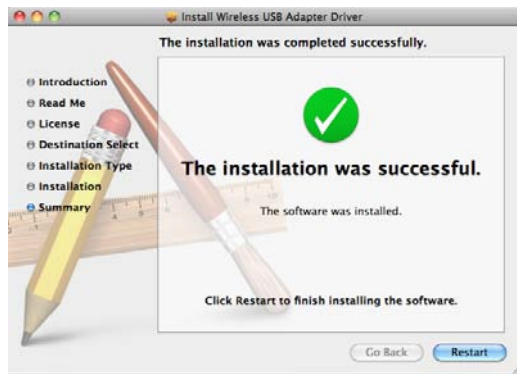 Install Wireless USB Adapter Driver
The installation was completed successfully.
Introduction
Read Me
License
Destination Select
Installation Type
Installation
Summary
The installation was successful.
The software was installed.
Click Restart to finish installing the software.
Go Back
Restart